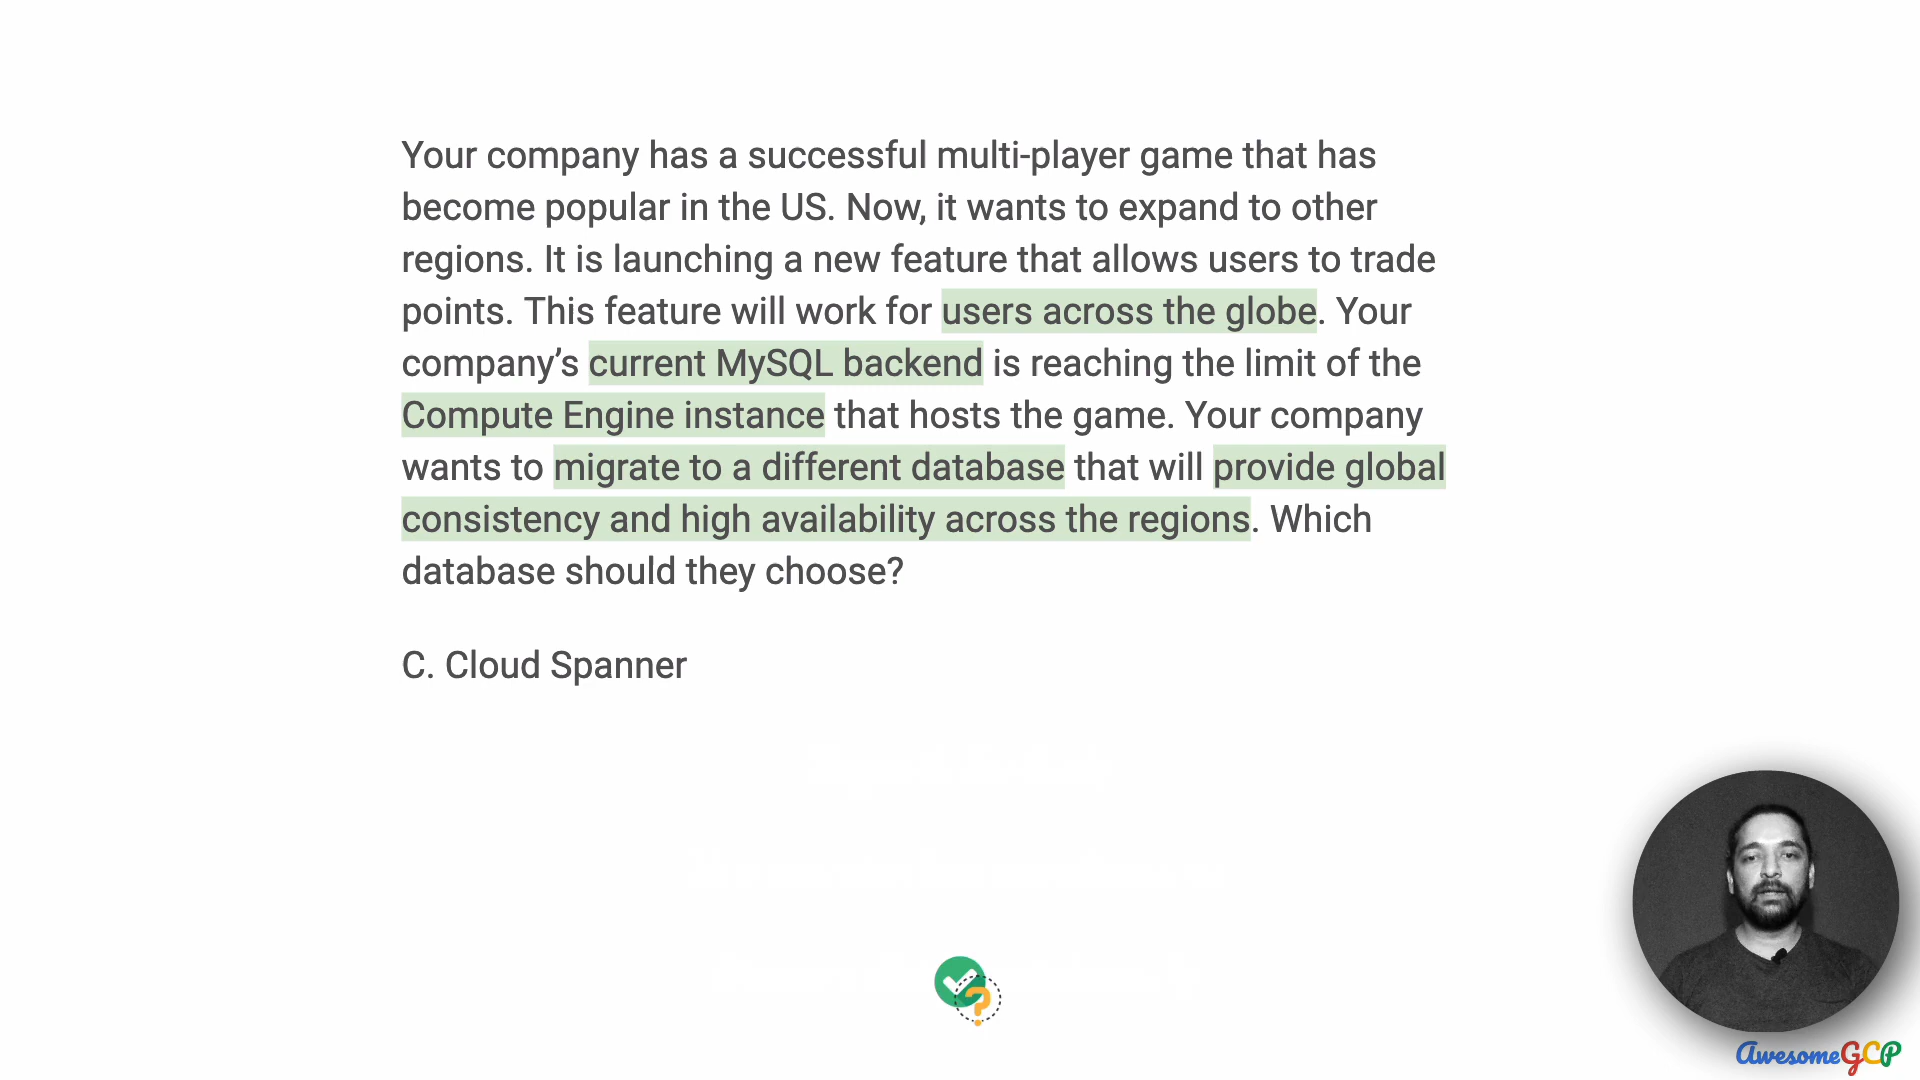 Your company has a successful multi-player game that has
become popular in the US. Now, it wants to expand to other
regions. It is launching a new feature that allows users to trade
points. This feature will work for users across the globe. Your
company’s current MySQL backend is reaching the limit of the
Compute Engine instance that hosts the game. Your company
wants to migrate to a different database that will provide global
consistency and high availability across the regions. Which
database should they choose?
C. Cloud Spanner
AwesomeGCP